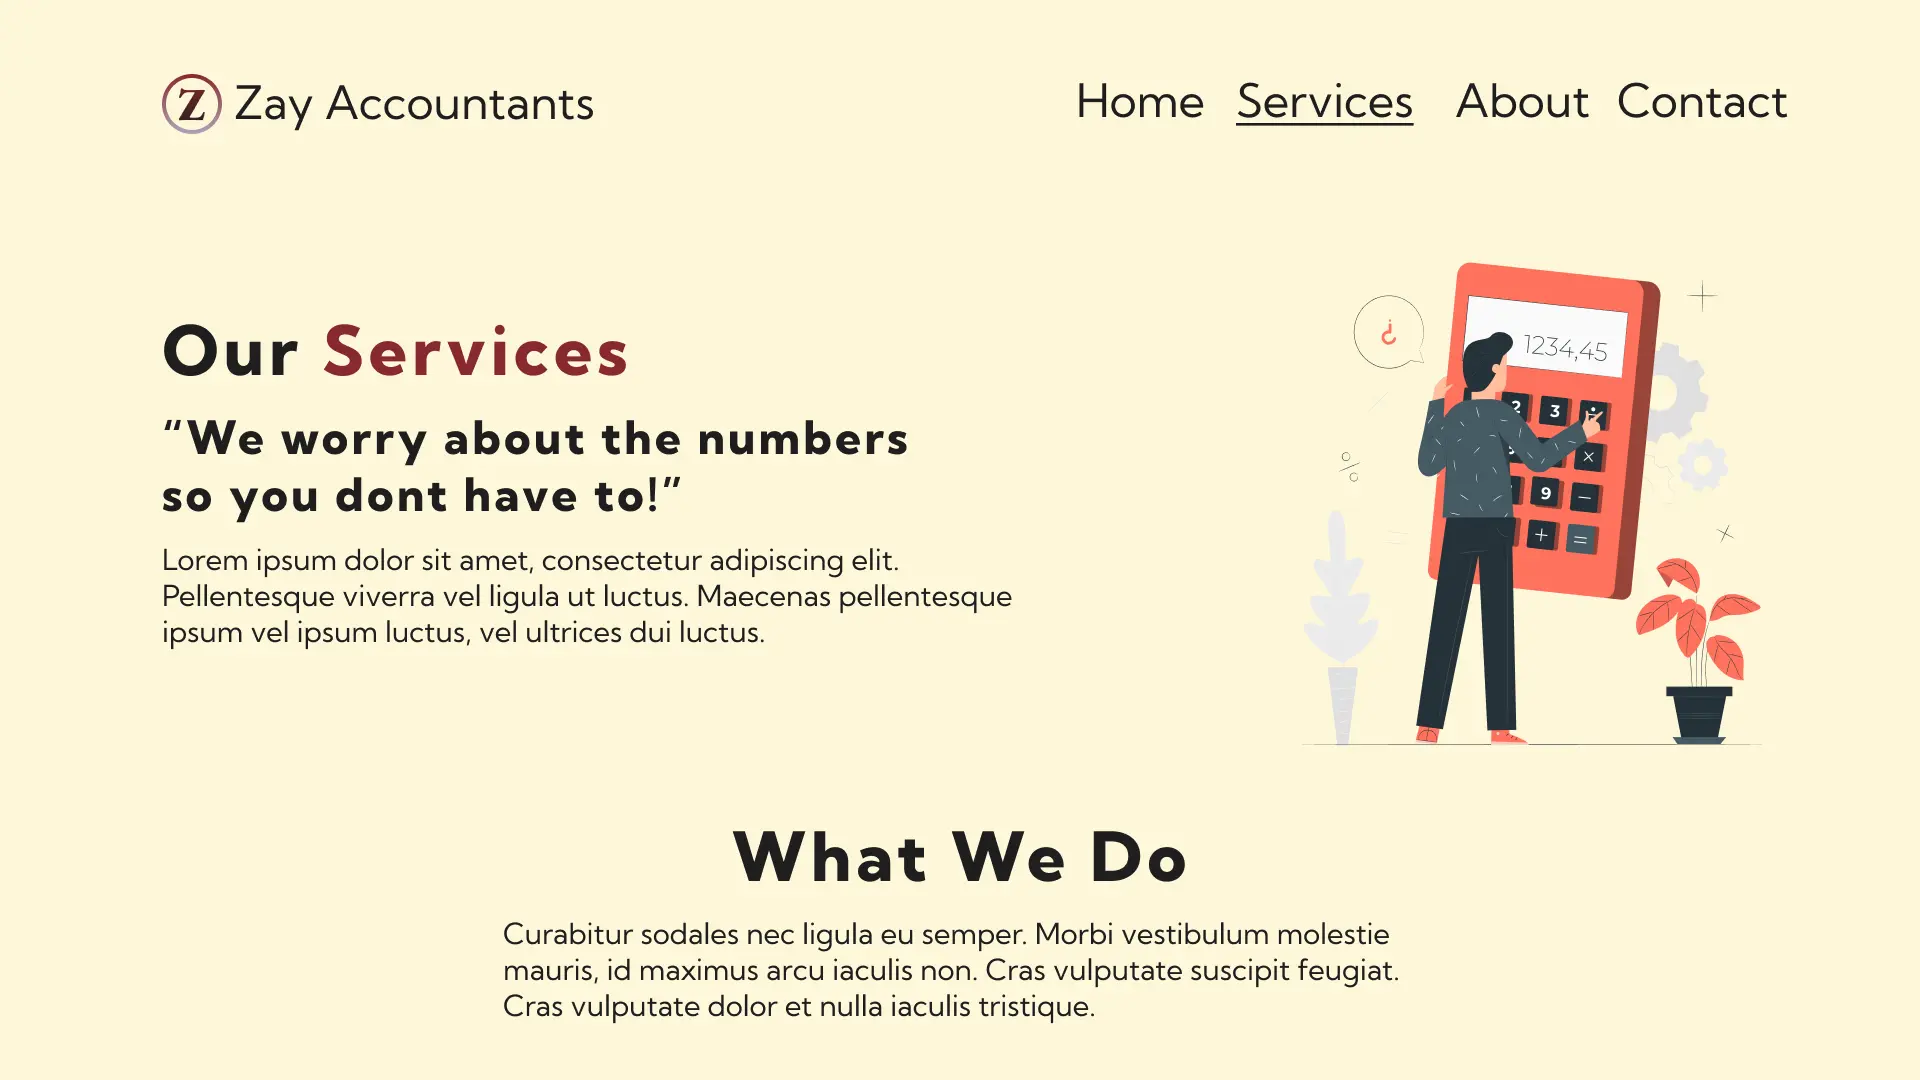 Z Zay Accountants
Home Services About Contact
Our Services
“We worry about the numbers
so you dont have to!”
Lorem ipsum dolor sit amet, consectetur adipiscing elit.
Pellentesque viverra vel ligula ut luctus. Maecenas pellentesque
ipsum vel ipsum luctus, vel ultrices dui luctus.
¿
1234,45
2 3 ÷
×
9 −
+ =
%
What We Do
Curabitur sodales nec ligula eu semper. Morbi vestibulum molestie
mauris, id maximus arcu iaculis non. Cras vulputate suscipit feugiat.
Cras vulputate dolor et nulla iaculis tristique.